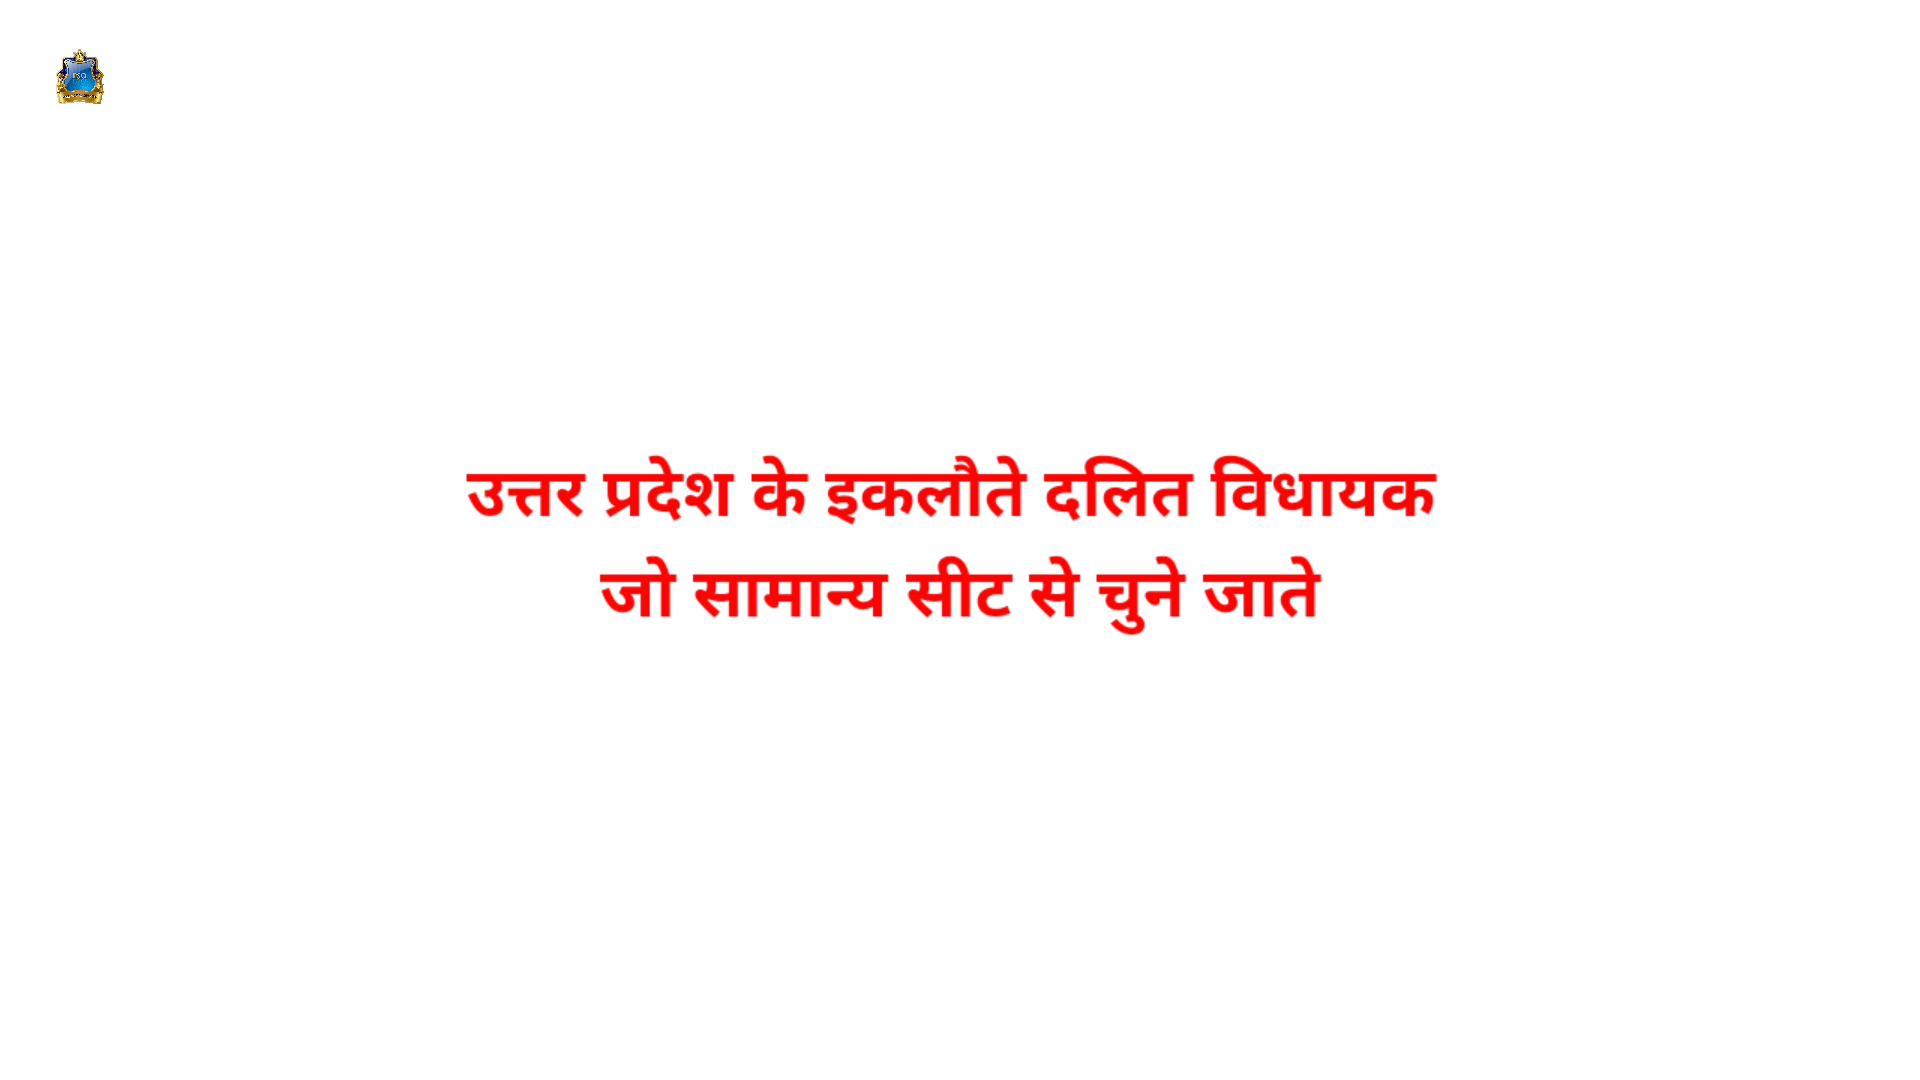 उत्तर प्रदेश के इकलौते दलित विधायक
जो सामान्य सीट से चुने जाते